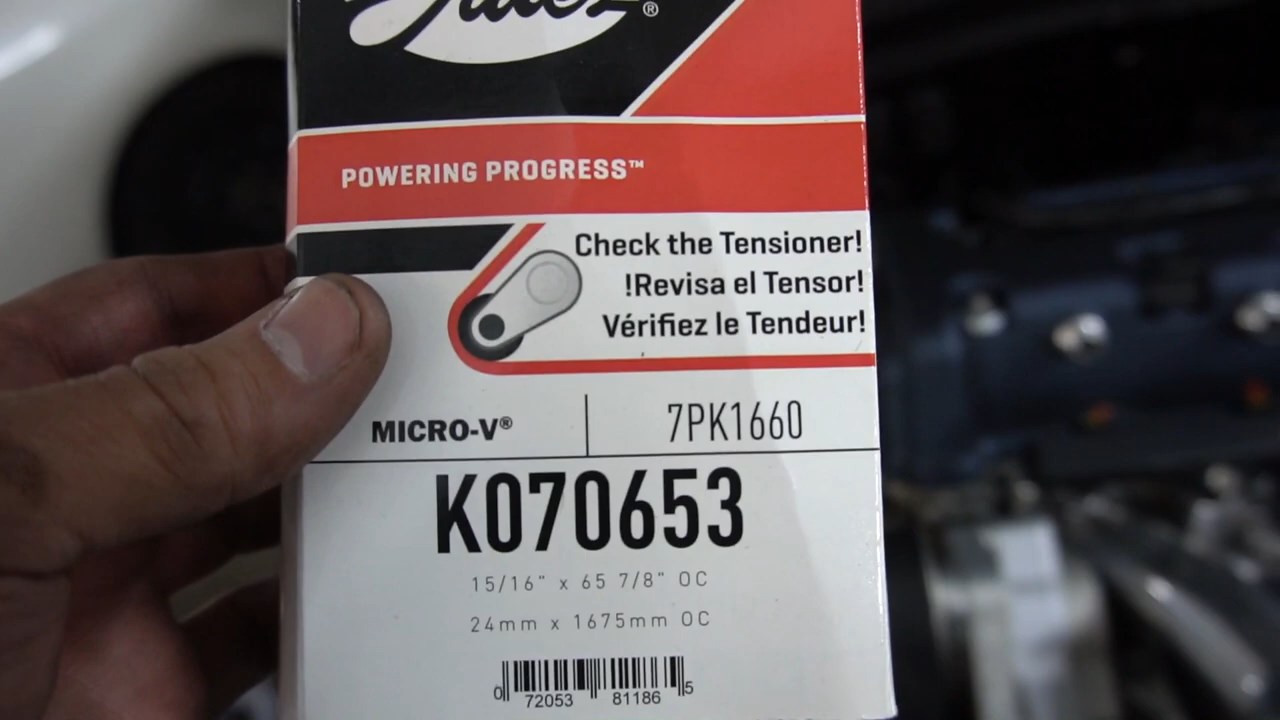 Gates®
POWERING PROGRESS™
Check the Tensioner!
!Revisa el Tensor!
Vérifiez le Tendeur!
MICRO-V®
7PK1660
K070653
15/16" x 65 7/8" OC
24mm x 1675mm OC
0 72053 81186 5